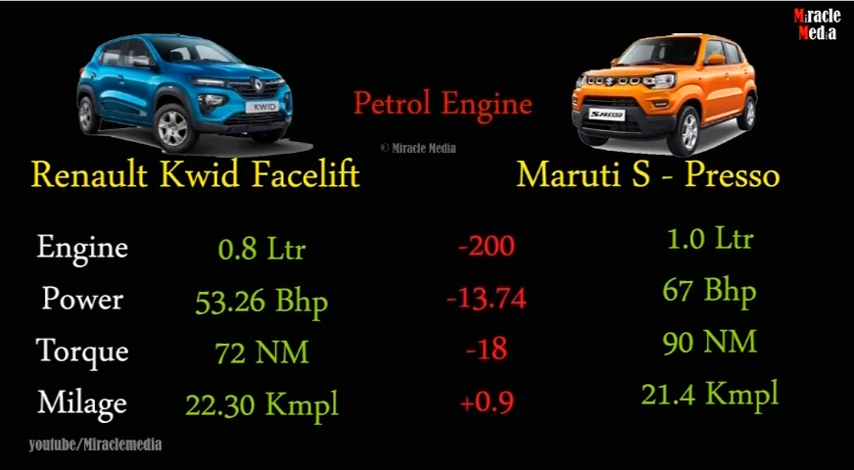 Miracle
Media
KWID
Petrol Engine
© Miracle Media
Renault Kwid Facelift
Maruti S - Presso
Engine 0.8 Ltr -200 1.0 Ltr
Power 53.26 Bhp -13.74 67 Bhp
Torque 72 NM -18 90 NM
Milage 22.30 Kmpl +0.9 21.4 Kmpl
youtube/Miraclemedia